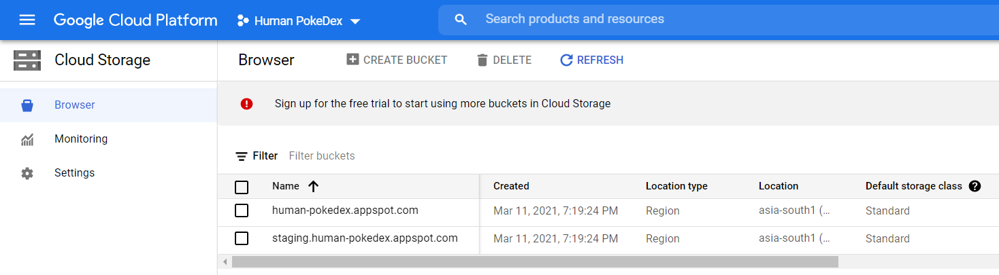 Google Cloud Platform Human PokeDex Search products and resources
Cloud Storage Browser CREATE BUCKET DELETE REFRESH
Browser
Monitoring
Settings
Sign up for the free trial to start using more buckets in Cloud Storage
Filter Filter buckets
Name Created Location type Location Default storage class ?
human-pokedex.appspot.com Mar 11, 2021, 7:19:24 PM Region asia-south1 (... Standard
staging.human-pokedex.appspot.com Mar 11, 2021, 7:19:24 PM Region asia-south1 (... Standard